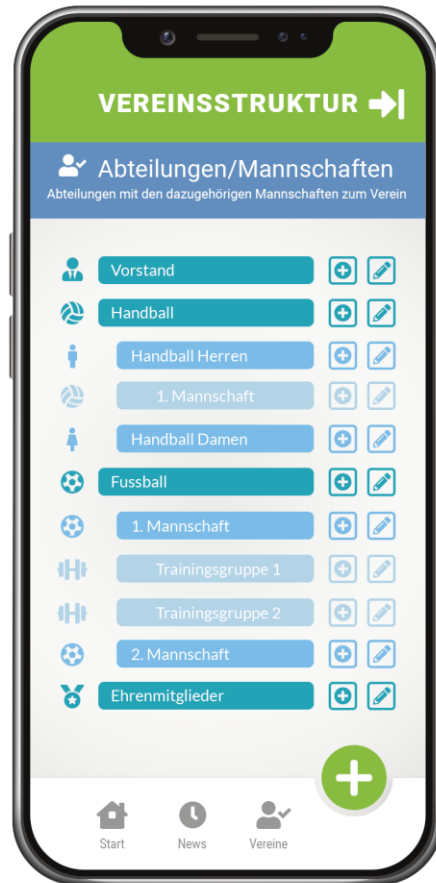 VEREINSSTRUKTUR
Abteilungen/Mannschaften
Abteilungen mit den dazugehörigen Mannschaften zum Verein
Vorstand
Handball
Handball Herren
1. Mannschaft
Handball Damen
Fussball
1. Mannschaft
Trainingsgruppe 1
Trainingsgruppe 2
2. Mannschaft
Ehrenmitglieder
Start
News
Vereine